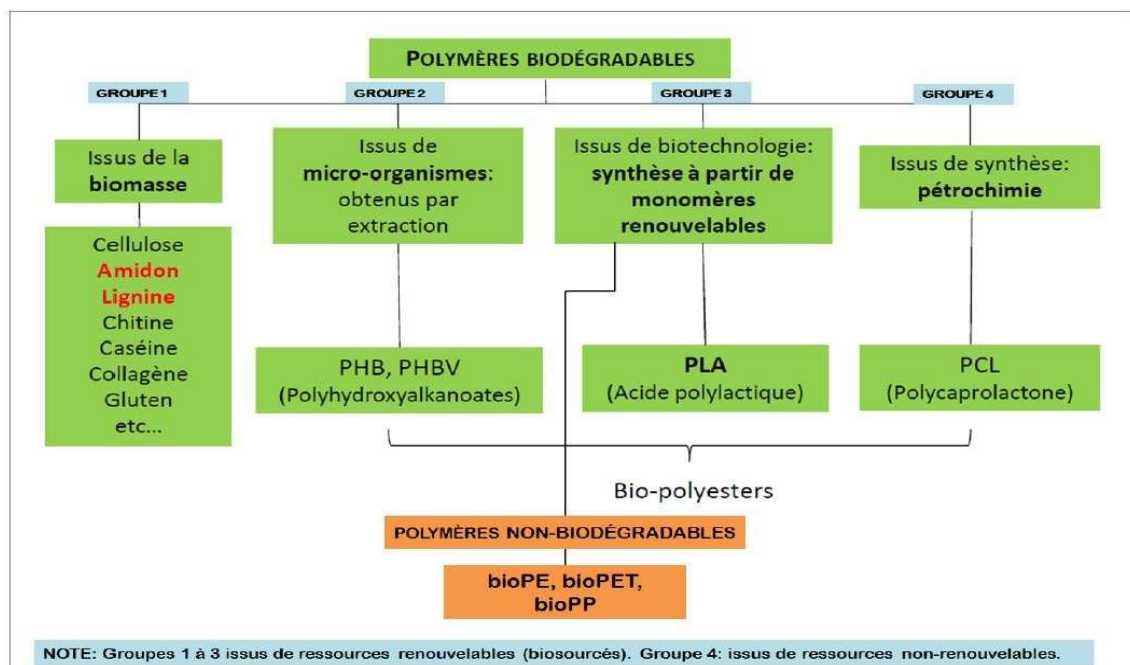 POLYMÈRES BIODÉGRADABLES
GROUPE 1
GROUPE 2
GROUPE 3
GROUPE 4
Issus de la
biomasse
Issus de
micro-organismes:
obtenus par
extraction
Issus de biotechnologie:
synthèse à partir de
monomères
renouvelables
Issus de synthèse:
pétrochimie
Cellulose
Amidon
Lignine
Chitine
Caséine
Collagène
Gluten
etc...
PHB, PHBV
(Polyhydroxyalkanoates)
PLA
(Acide polylactique)
PCL
(Polycaprolactone)
Bio-polyesters
POLYMÈRES NON-BIODÉGRADABLES
bioPE, bioPET,
bioPP
NOTE: Groupes 1 à 3 issus de ressources renouvelables (biosourcés). Groupe 4: issus de ressources non-renouvelables.